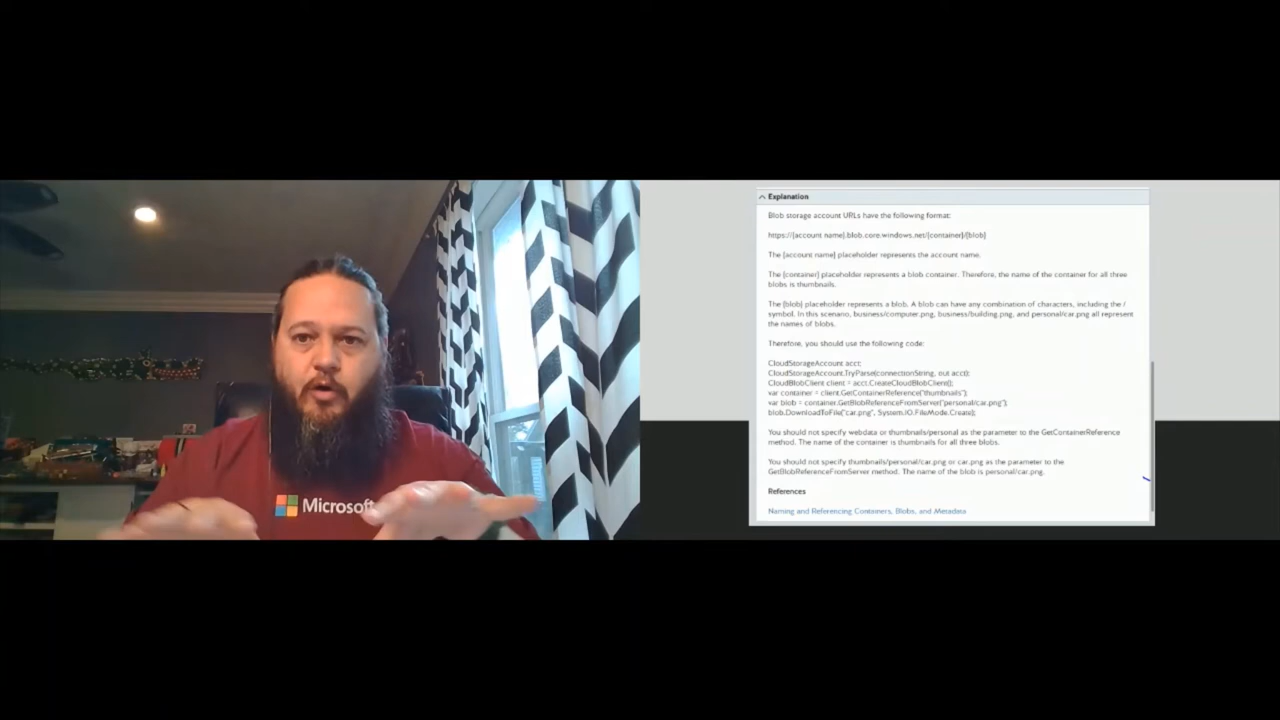 Microsoft
Explanation
Blob storage account URLs have the following format:
https://{account name}.blob.core.windows.net/{container}/{blob}
The {account name} placeholder represents the account name.
The {container} placeholder represents a blob container. Therefore, the name of the container for all three
blobs is thumbnails.
The {blob} placeholder represents a blob. A blob can have any combination of characters, including the /
symbol. In this scenario, business/computer.png, business/building.png, and personal/car.png all represent
the names of blobs.
Therefore, you should use the following code:
CloudStorageAccount acct;
CloudStorageAccount.TryParse(connectionString, out acct);
CloudBlobClient client = acct.CreateCloudBlobClient();
var container = client.GetContainerReference("thumbnails");
var blob = container.GetBlobReferenceFromServer("personal/car.png");
blob.DownloadToFile("car.png", System.IO.FileMode.Create);
You should not specify webdata or thumbnails/personal as the parameter to the GetContainerReference
method. The name of the container is thumbnails for all three blobs.
You should not specify thumbnails/personal/car.png or car.png as the parameter to the
GetBlobReferenceFromServer method. The name of the blob is personal/car.png.
References
Naming and Referencing Containers, Blobs, and Metadata